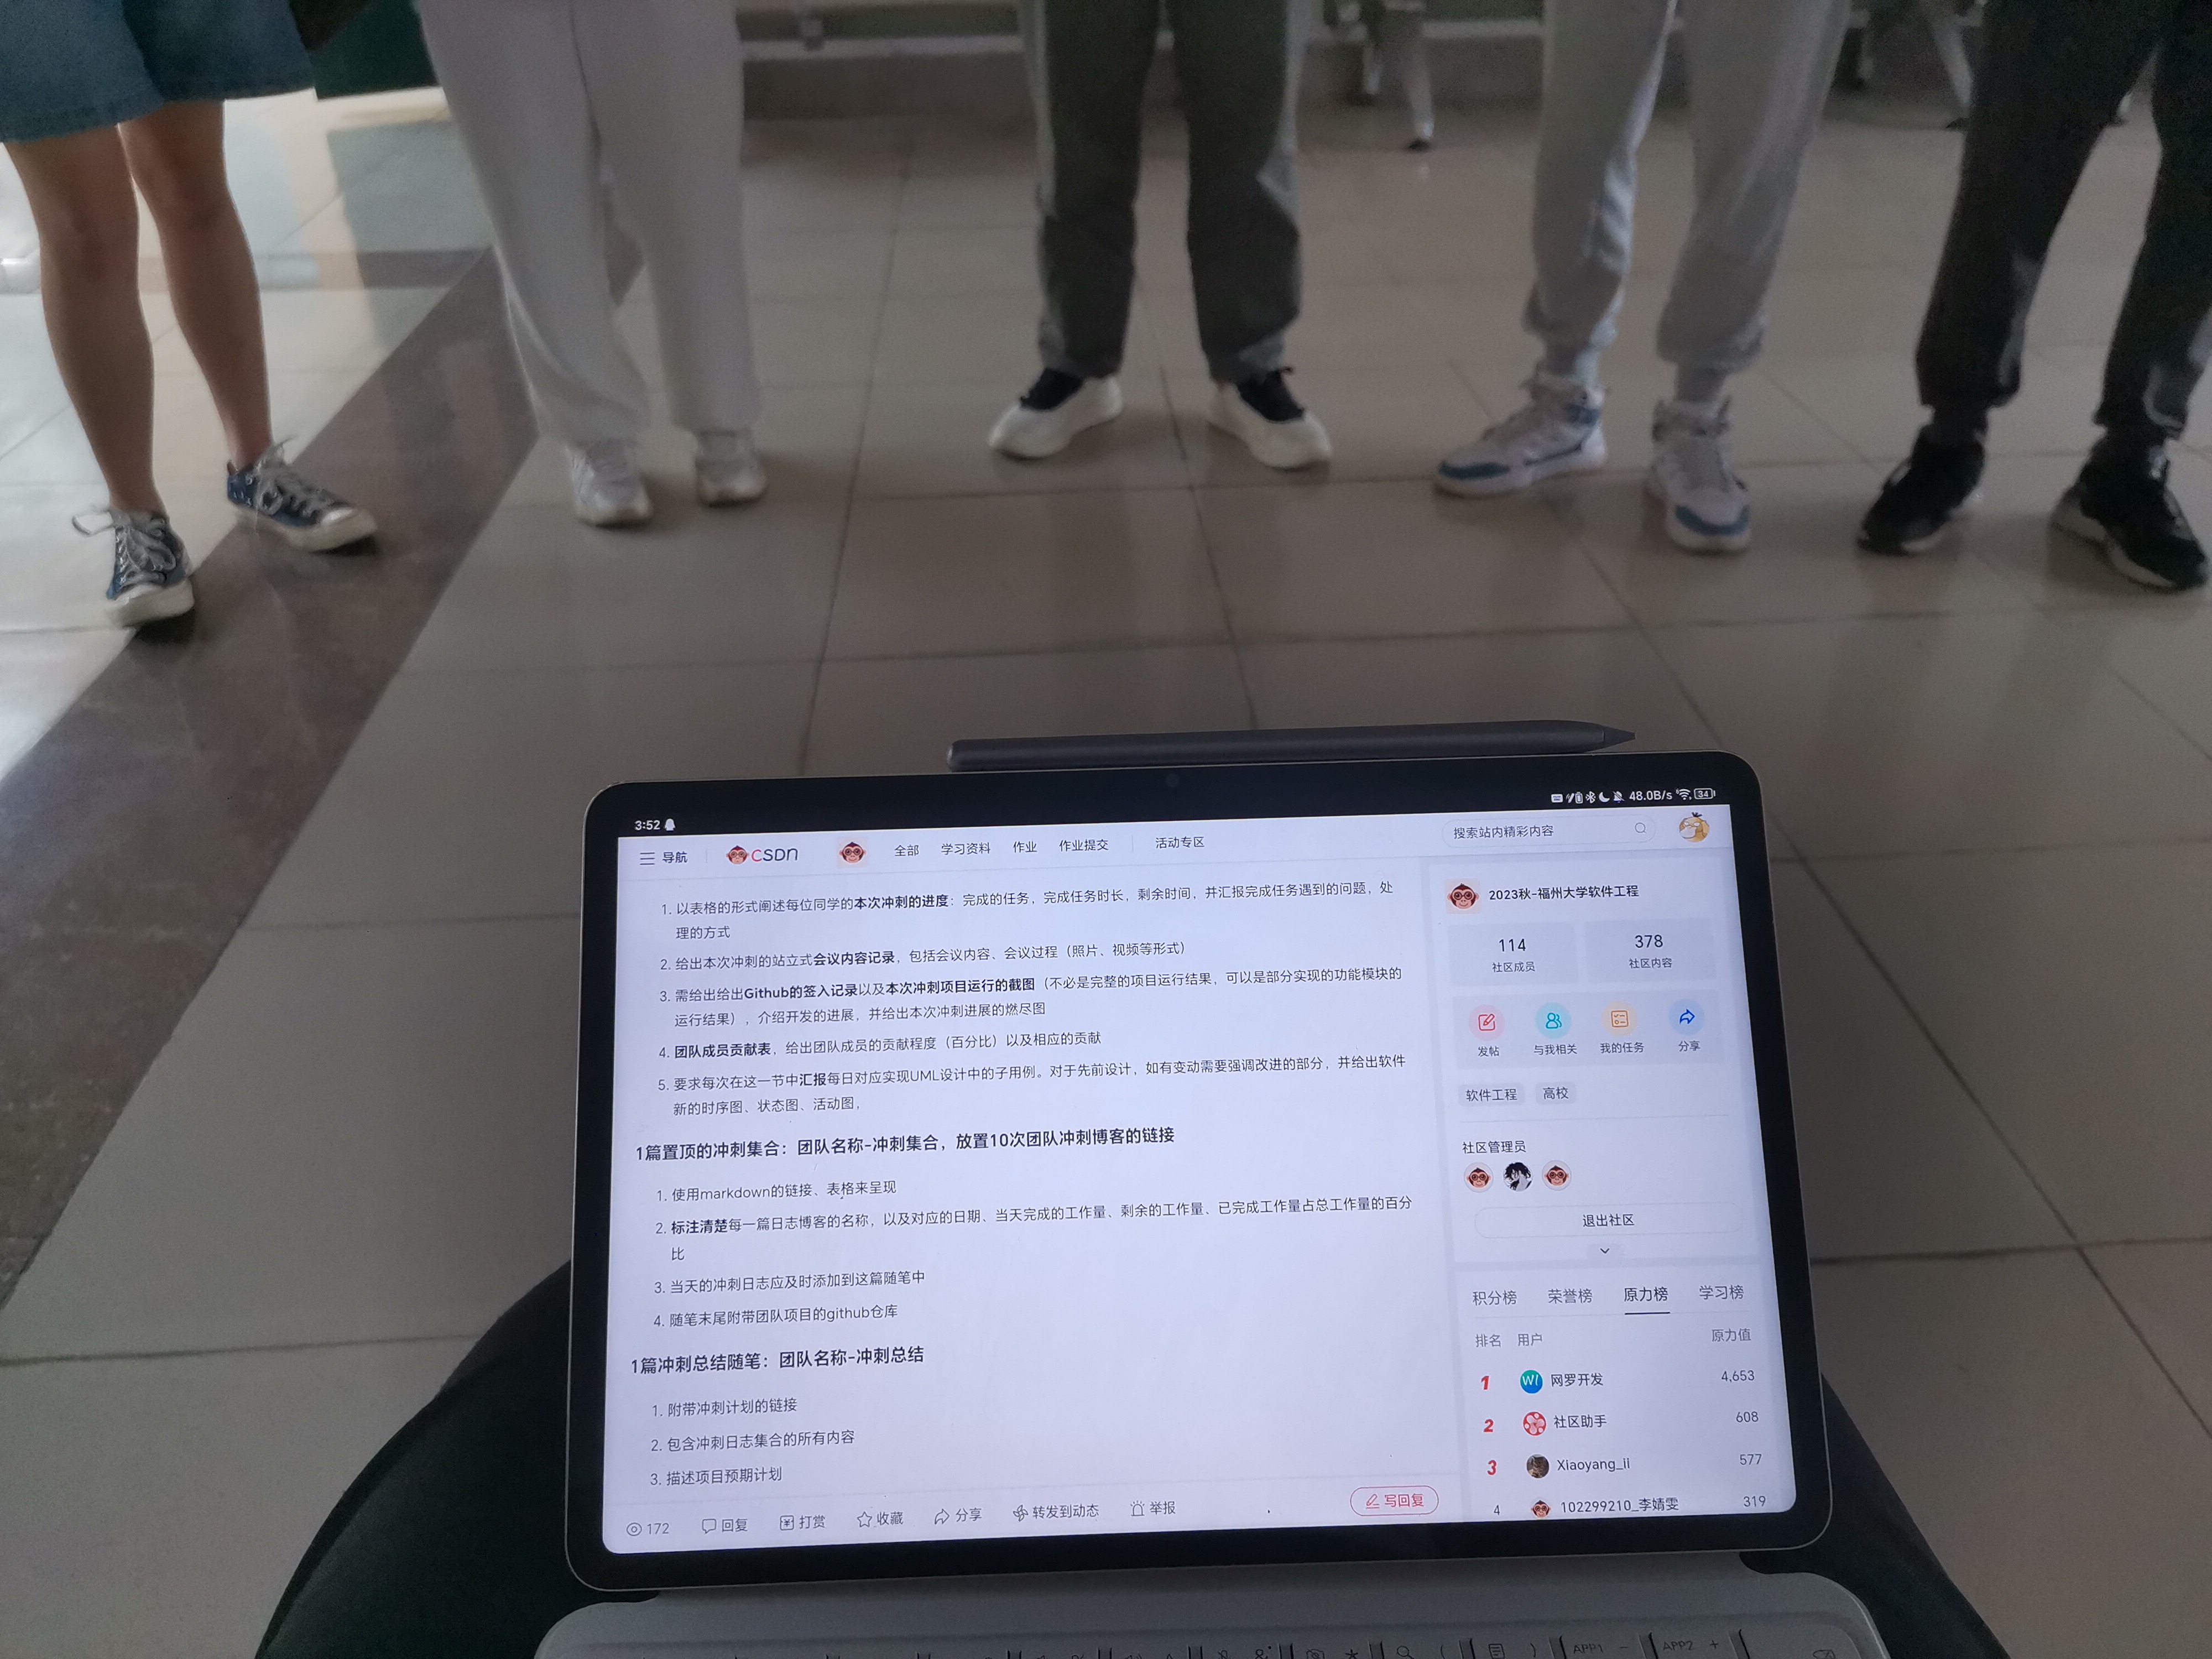 3:52
48.0B/s
34
导航
CSDN
全部
学习资料
作业
作业提交
活动专区
搜索站内精彩内容
1. 以表格的形式阐述每位同学的本次冲刺的进度：完成的任务，完成任务时长，剩余时间，并汇报完成任务遇到的问题，处
理的方式
2. 给出本次冲刺的站立式会议内容记录，包括会议内容、会议过程（照片、视频等形式）
3. 需给出给出Github的签入记录以及本次冲刺项目运行的截图（不必是完整的项目运行结果，可以是部分实现的功能模块的
运行结果），介绍开发的进展，并给出本次冲刺进展的燃尽图
4. 团队成员贡献表，给出团队成员的贡献程度（百分比）以及相应的贡献
5. 要求每次在这一节中汇报每日对应实现UML设计中的子用例。对于先前设计，如有变动需要强调改进的部分，并给出软件
新的时序图、状态图、活动图，
1篇置顶的冲刺集合：团队名称-冲刺集合，放置10次团队冲刺博客的链接
1. 使用markdown的链接、表格来呈现
2. 标注清楚每一篇日志博客的名称，以及对应的日期、当天完成的工作量、剩余的工作量、已完成工作量占总工作量的百分
比
3. 当天的冲刺日志应及时添加到这篇随笔中
4. 随笔末尾附带团队项目的github仓库
1篇冲刺总结随笔：团队名称-冲刺总结
1. 附带冲刺计划的链接
2. 包含冲刺日志集合的所有内容
3. 描述项目预期计划
172
回复
打赏
收藏
分享
转发到动态
举报
写回复
2023秋-福州大学软件工程
114
378
社区成员
社区内容
发帖
与我相关
我的任务
分享
软件工程
高校
社区管理员
退出社区
积分榜
荣誉榜
原力榜
学习榜
排名 用户 原力值
1 网罗开发 4,653
2 社区助手 608
3 Xiaoyang_ii 577
4 102299210_李婧雯 319
APP1
APP2